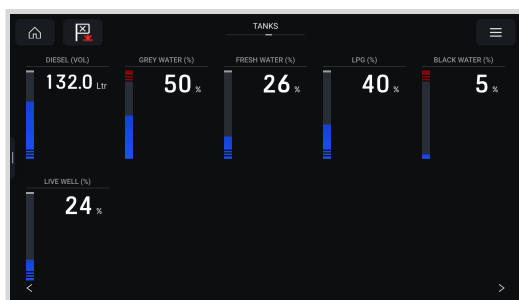 TANKS
DIESEL (VOL)
132.0 Ltr
GREY WATER (%)
50 %
FRESH WATER (%)
26 %
LPG (%)
40 %
BLACK WATER (%)
5 %
LIVE WELL (%)
24 %